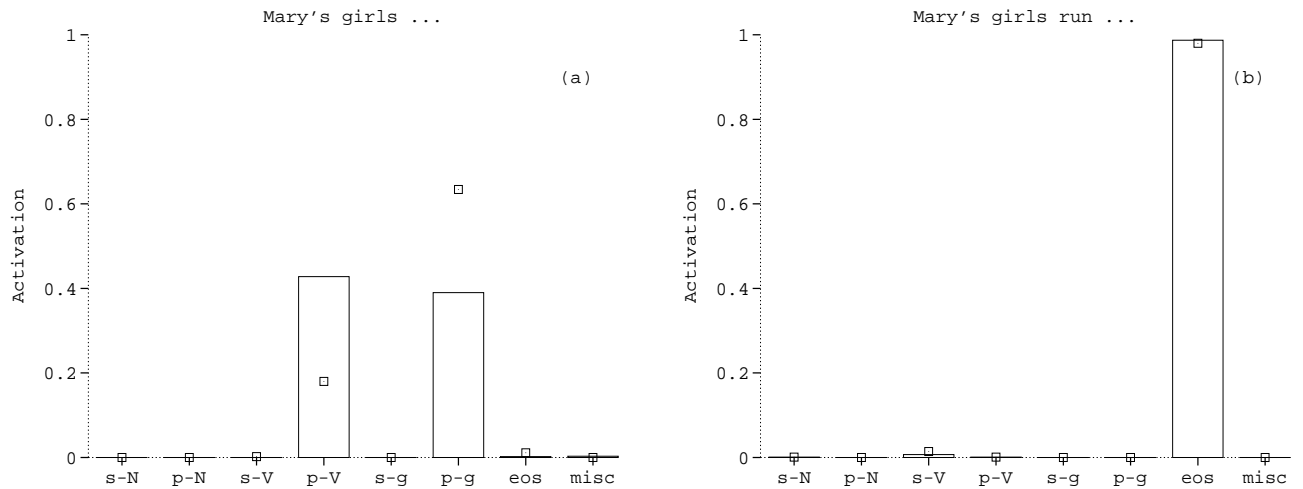 Mary's girls ...
(a)
Activation
1
0.8
0.6
0.4
0.2
0
s-N p-N s-V p-V s-g p-g eos misc
Mary's girls run ...
(b)
Activation
1
0.8
0.6
0.4
0.2
0
s-N p-N s-V p-V s-g p-g eos misc